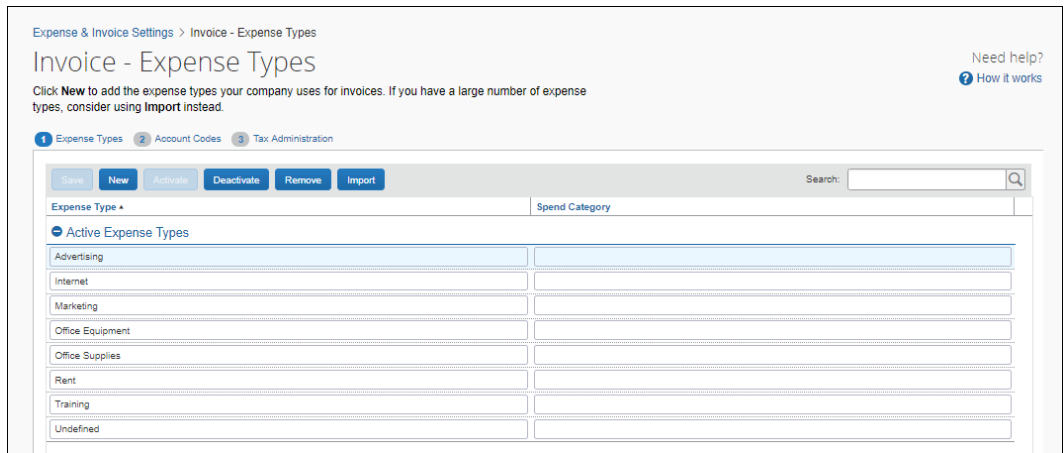 Expense & Invoice Settings > Invoice - Expense Types
Invoice - Expense Types
Need help?
? How it works
Click New to add the expense types your company uses for invoices. If you have a large number of expense
types, consider using Import instead.
1 Expense Types 2 Account Codes 3 Tax Administration
Save New Activate Deactivate Remove Import Search:
Expense Type Spend Category
Active Expense Types
Advertising
Internet
Marketing
Office Equipment
Office Supplies
Rent
Training
Undefined